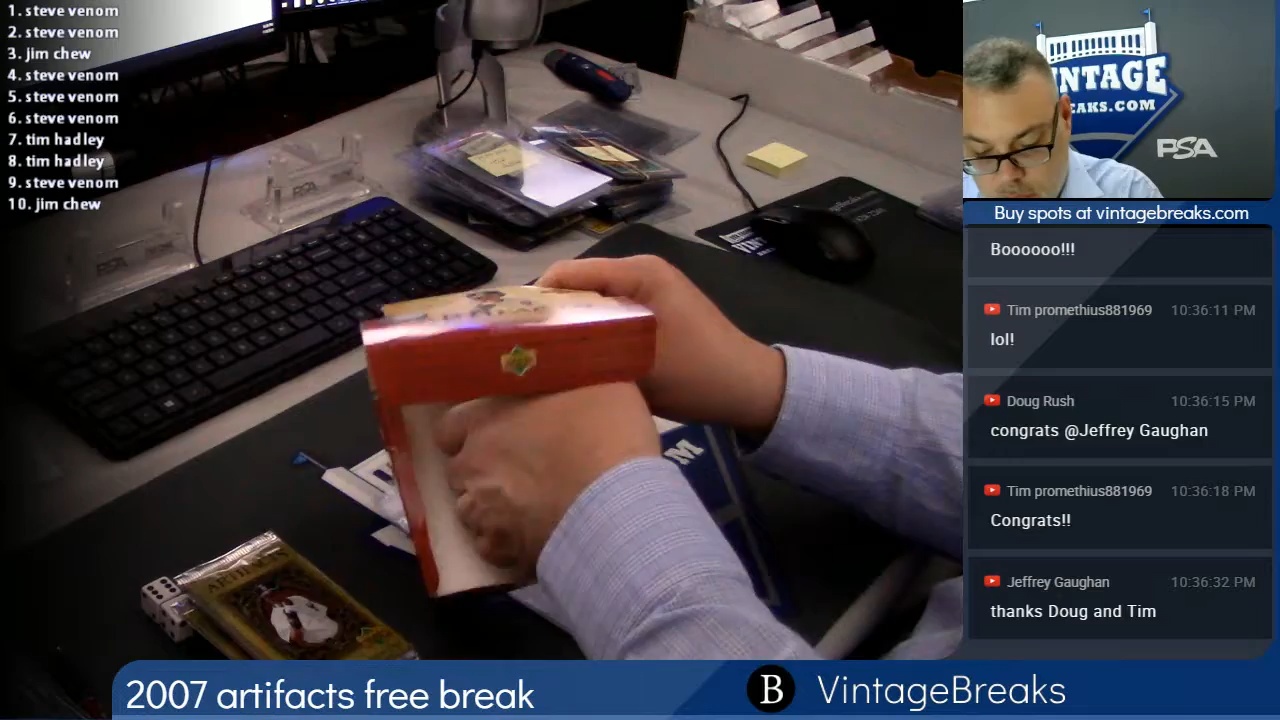 1. steve venom
2. steve venom
3. jim chew
4. steve venom
5. steve venom
6. steve venom
7. tim hadley
8. tim hadley
9. steve venom
10. jim chew
VINTAGE
BREAKS.COM
PSA
Buy spots at vintagebreaks.com
Boooooo!!!
Tim promethius881969 10:36:11 PM
lol!
Doug Rush 10:36:15 PM
congrats @Jeffrey Gaughan
Tim promethius881969 10:36:18 PM
Congrats!!
Jeffrey Gaughan 10:36:32 PM
thanks Doug and Tim
PSA
PSA
ARTIFACTS
M
2007 artifacts free break
B VintageBreaks